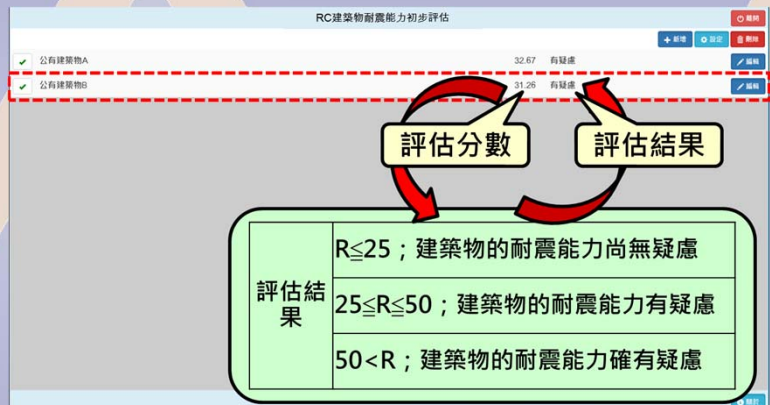 RC建築物耐震能力初步評估
離開
新增
設定
刪除
公有建築物A 32.67 有疑慮 編輯
公有建築物B 31.26 有疑慮 編輯
評估分數
評估結果
評估結果
R≦25；建築物的耐震能力尚無疑慮
25≦R≦50；建築物的耐震能力有疑慮
50<R；建築物的耐震能力確有疑慮
關於